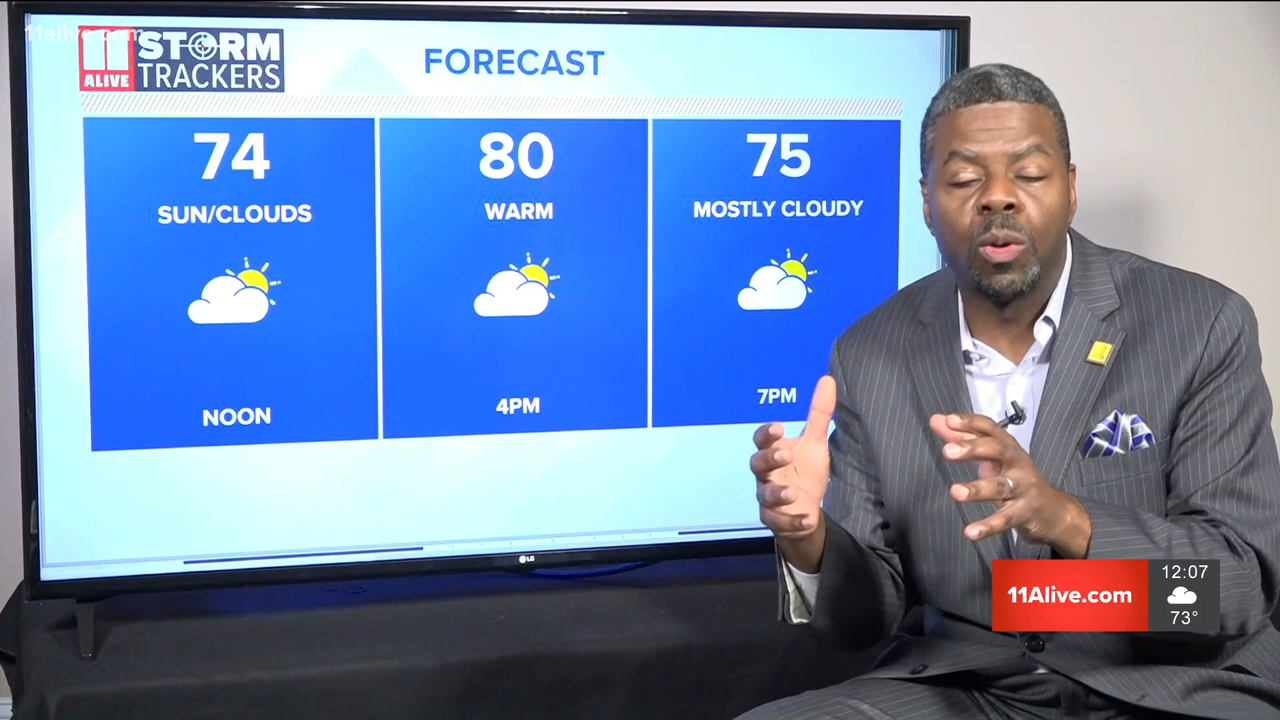 11alive.com
11
ALIVE
STORM
TRACKERS
FORECAST
74
SUN/CLOUDS
NOON
80
WARM
4PM
75
MOSTLY CLOUDY
7PM
LG
11Alive.com
12:07
73°